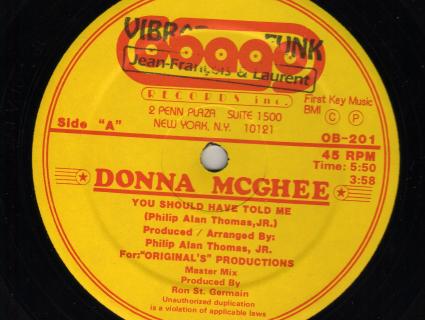 FUNK
Jean-François & Laurent
RECORDS inc.
2 PENN PLAZA SUITE 1500
NEW YORK, N.Y. 10121
First Key Music
BMI © ℗
Side "A"
OB-201
45 RPM
Time: 5:50
3:58
DONNA MCGHEE
YOU SHOULD HAVE TOLD ME
(Philip Alan Thomas,JR.)
Produced / Arranged By:
Philip Alan Thomas, JR.
For:"ORIGINAL'S" PRODUCTIONS
Master Mix
Produced By
Ron St. Germain
Unauthorized duplication
is a violation of applicable laws